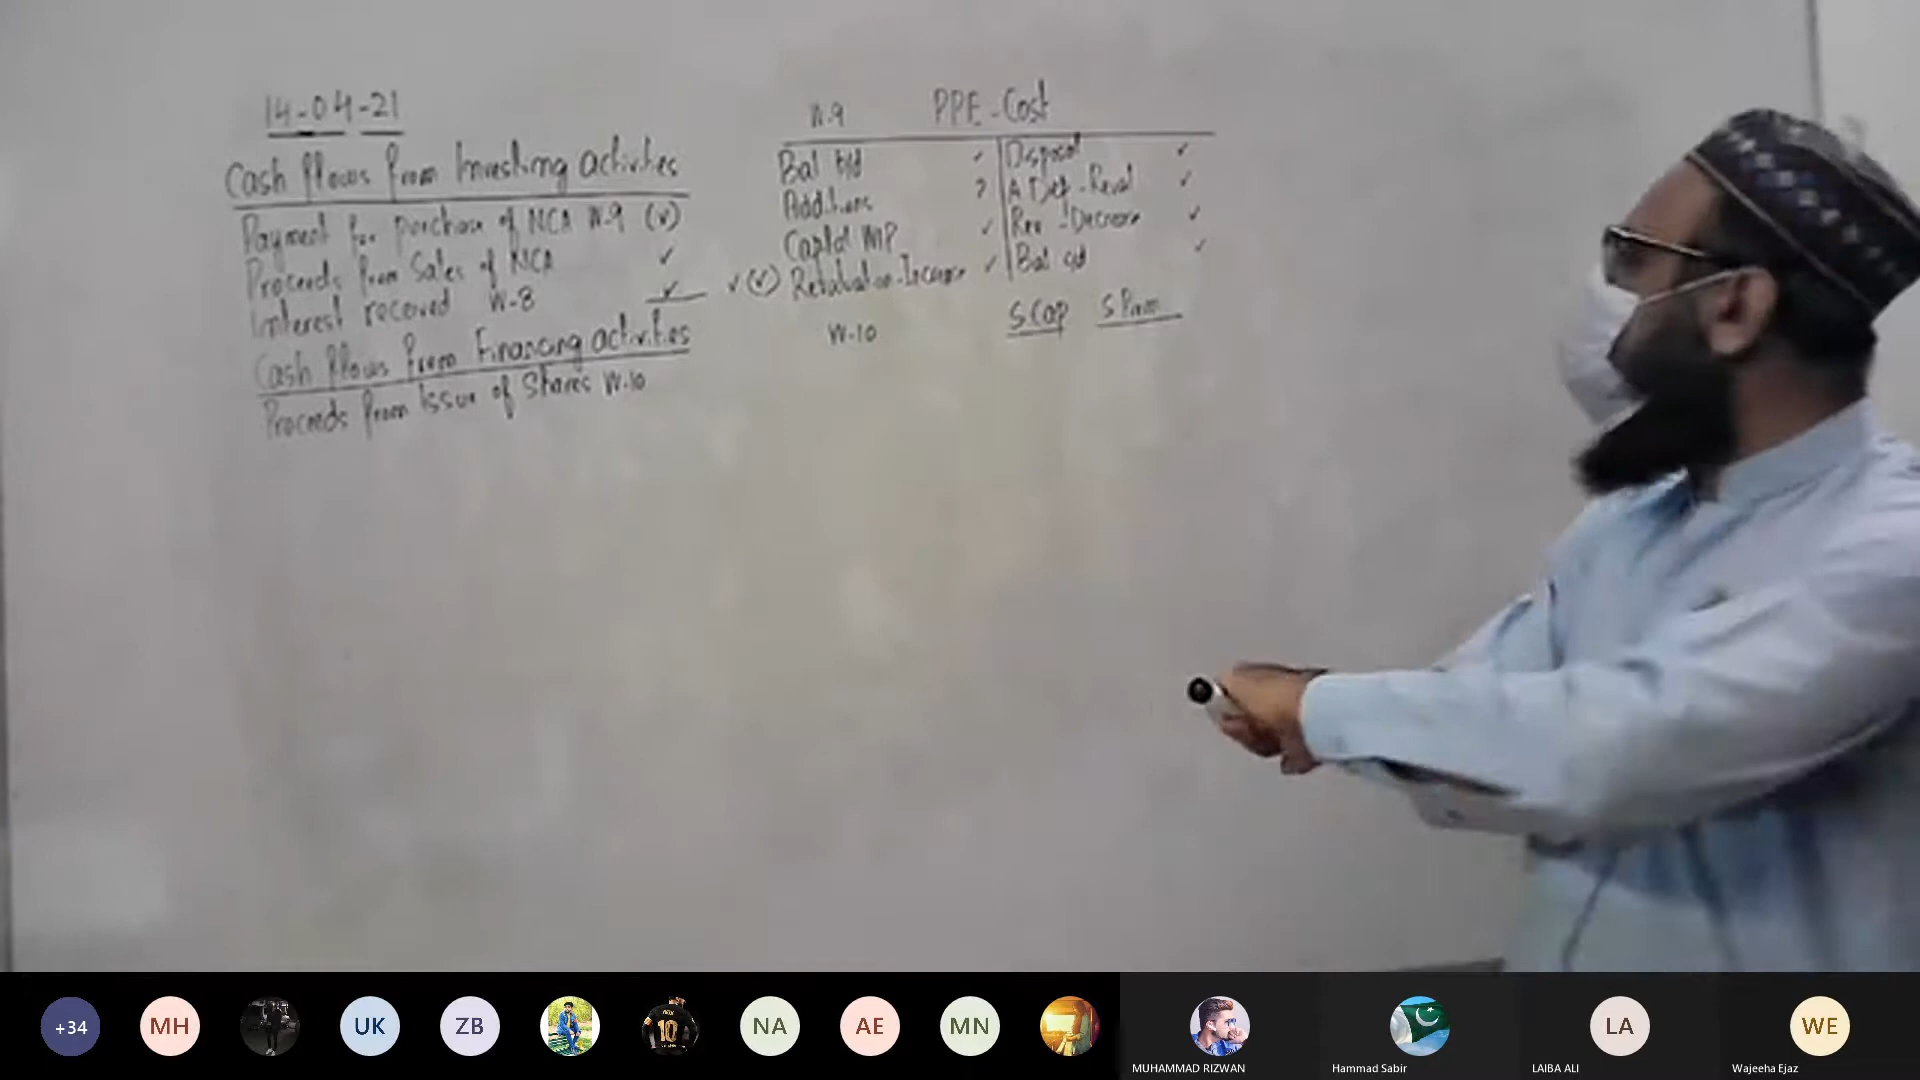 14-04-21
Cash flows from Investing activities
Payment for purchase of NCA W-9 (✓)
Proceeds from Sales of NCA ✓
Interest received W-8 ✓
Cash flows from Financing activities
Proceeds from Issue of Shares W-10
W-9 PPE-Cost
Bal b/d ✓ Disposal ✓
Additions ? A Dep-Reval ✓
Capital WIP ✓ Rev-Decrease ✓
✓(✓) Revaluation-Increase ✓ Bal c/d ✓
W-10 S.Cap S Prem
+34
MH
UK
ZB
10
NA
AE
MN
MUHAMMAD RIZWAN
Hammad Sabir
LA
LAIBA ALI
WE
Wajeeha Ejaz